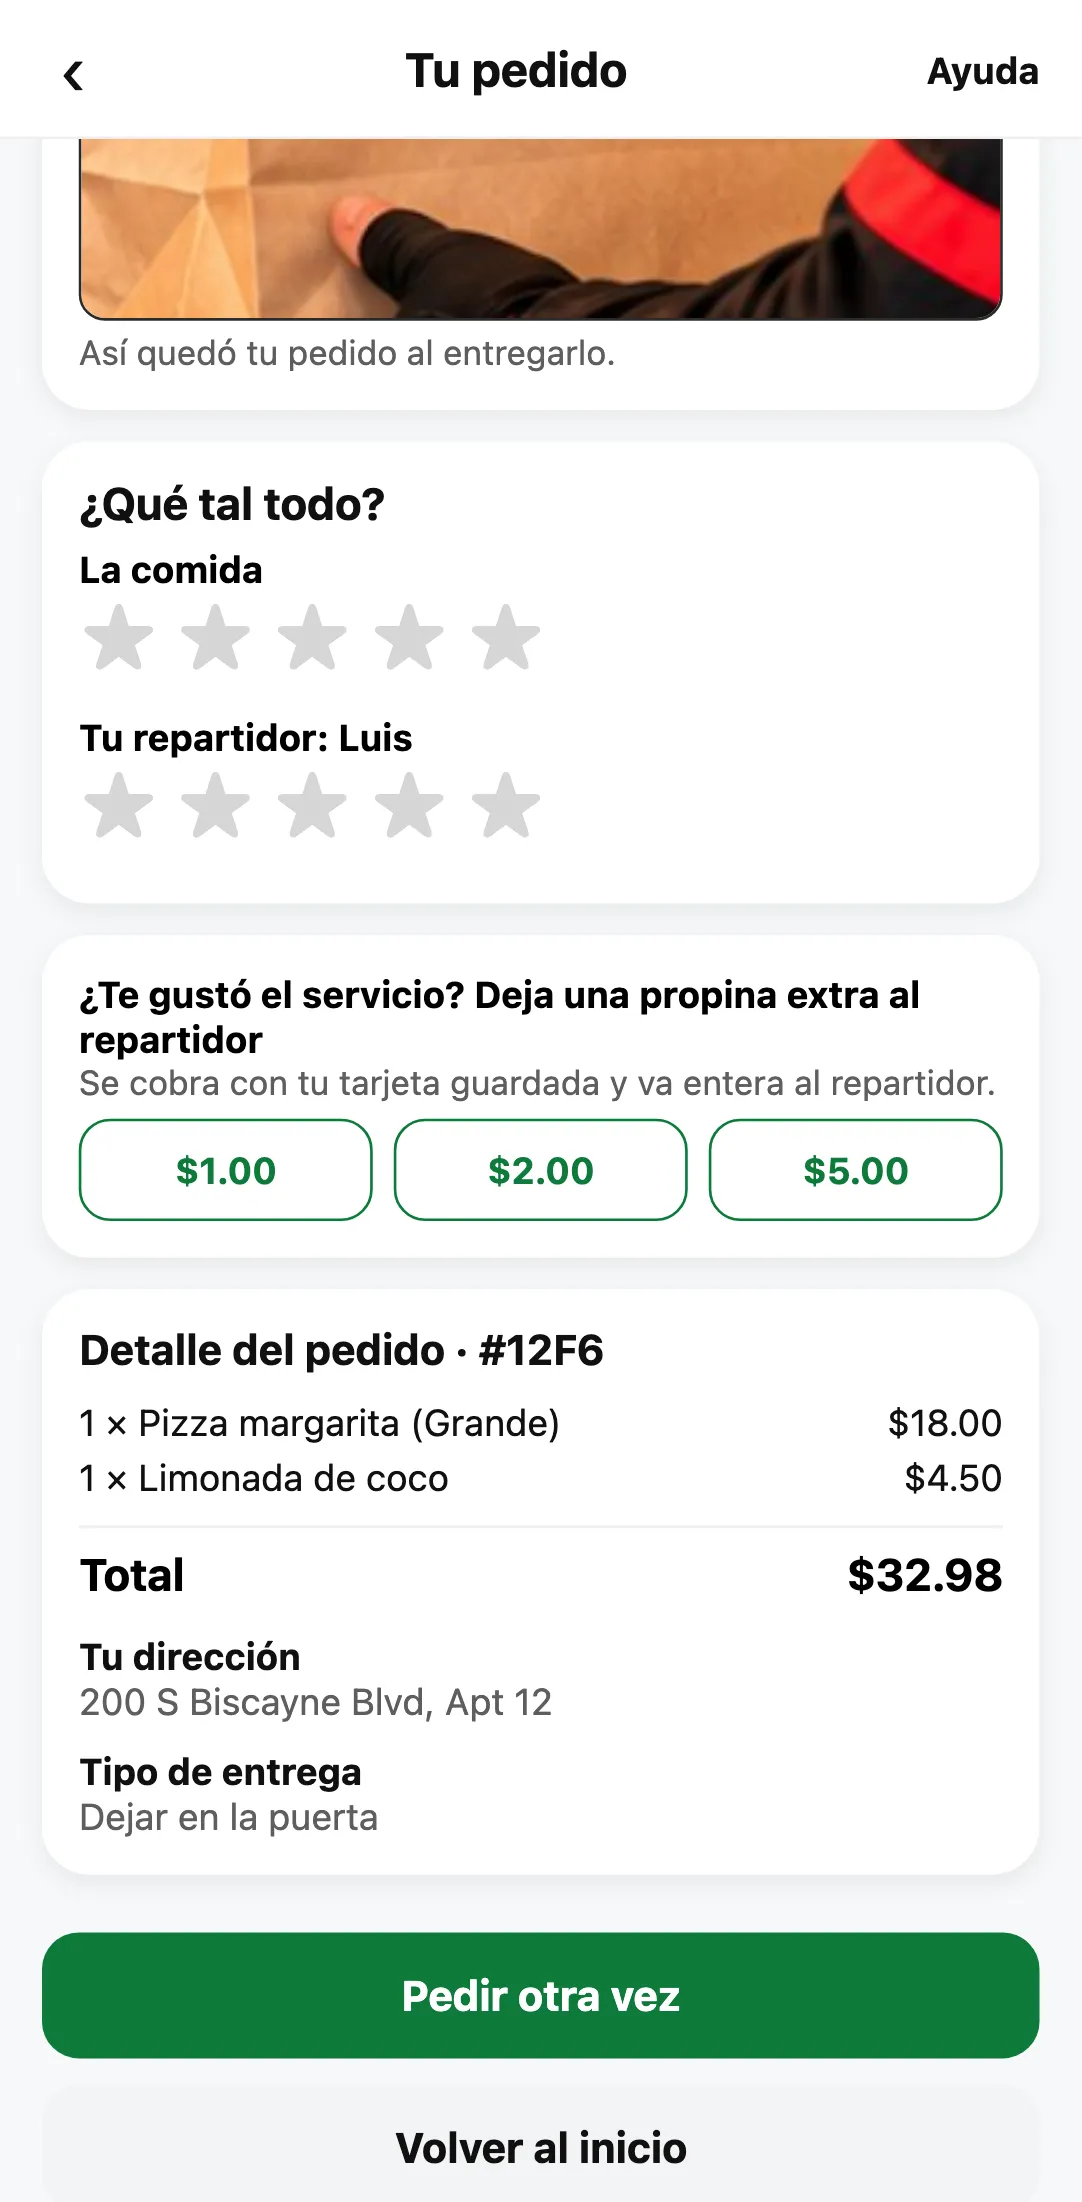 ‹ Tu pedido Ayuda
Así quedó tu pedido al entregarlo.
¿Qué tal todo?
La comida
Tu repartidor: Luis
¿Te gustó el servicio? Deja una propina extra al
repartidor
Se cobra con tu tarjeta guardada y va entera al repartidor.
$1.00 $2.00 $5.00
Detalle del pedido · #12F6
1 × Pizza margarita (Grande) $18.00
1 × Limonada de coco $4.50
Total $32.98
Tu dirección
200 S Biscayne Blvd, Apt 12
Tipo de entrega
Dejar en la puerta
Pedir otra vez
Volver al inicio